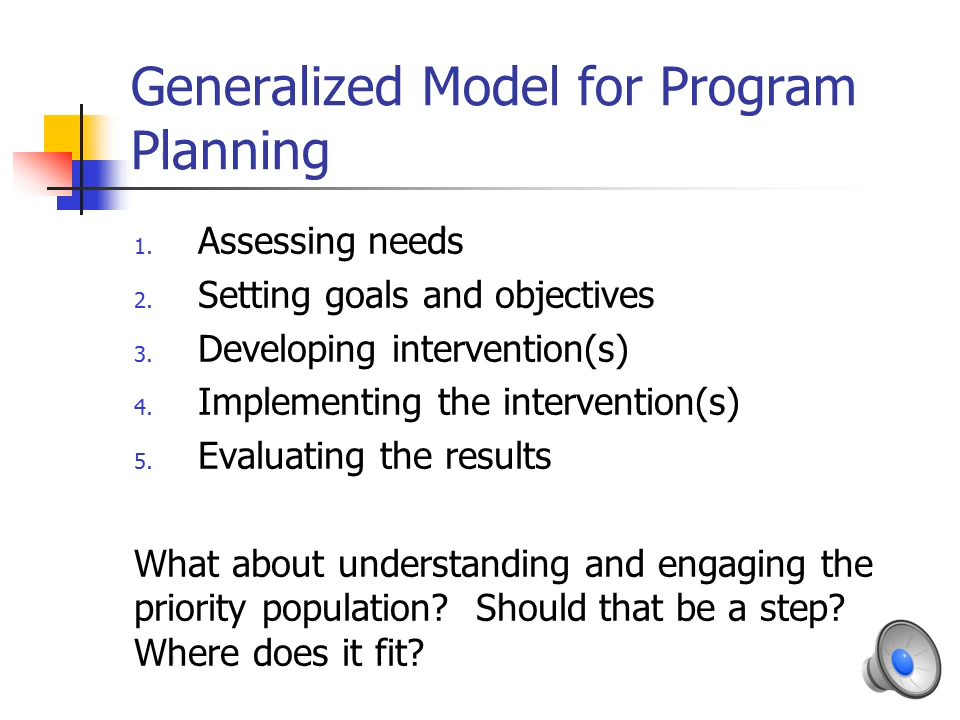 Generalized Model for Program
Planning
1. Assessing needs
2. Setting goals and objectives
3. Developing intervention(s)
4. Implementing the intervention(s)
5. Evaluating the results
What about understanding and engaging the
priority population?  Should that be a step?
Where does it fit?